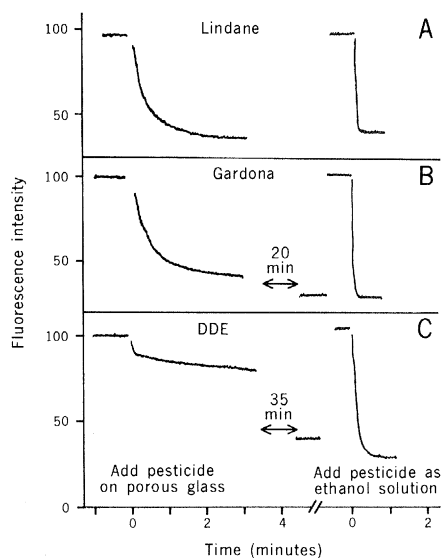 Lindane
A
100
50
Gardona
B
100
50
20
min
DDE
C
100
50
0
35
min
Add pesticide
on porous glass
Add pesticide as
ethanol solution
0 2 4 0 2
Time (minutes)
Fluorescence intensity